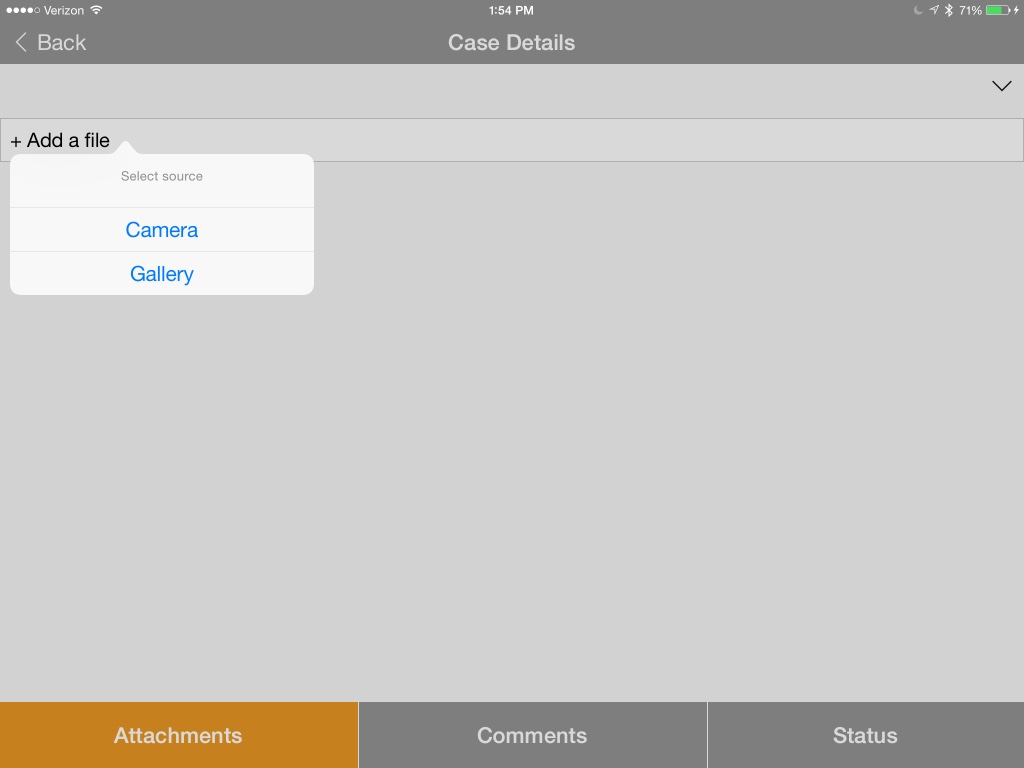 Verizon 1:54 PM 71%
Back Case Details
+ Add a file
Select source
Camera
Gallery
Attachments Comments Status